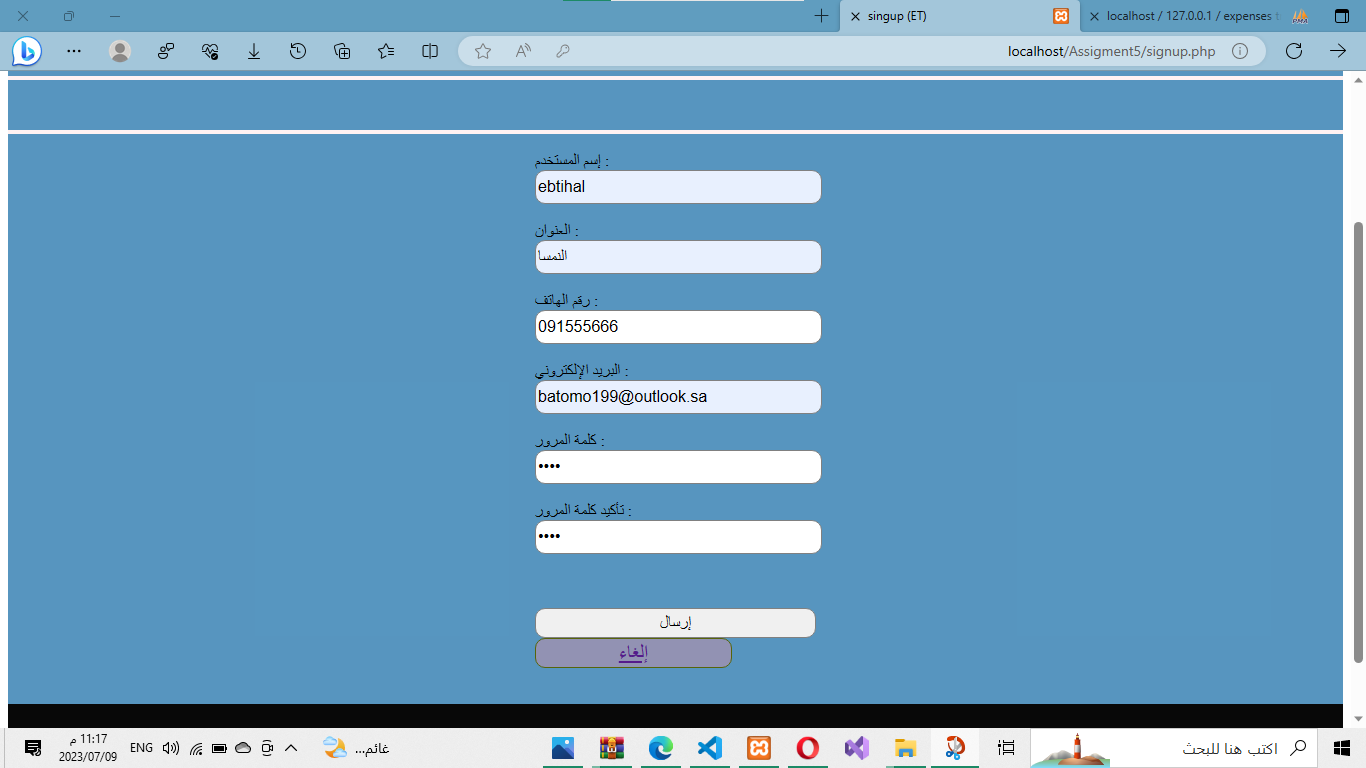 singup (ET)
localhost / 127.0.0.1 / expenses t
localhost/Assigment5/signup.php
إسم المستخدم :
ebtihal
العنوان :
النمسا
رقم الهاتف :
091555666
البريد الإلكتروني :
batomo199@outlook.sa
كلمة المرور :
••••
تأكيد كلمة المرور :
••••
إرسال
إلغاء
اكتب هنا للبحث
غائم...
ENG
11:17 م
2023/07/09